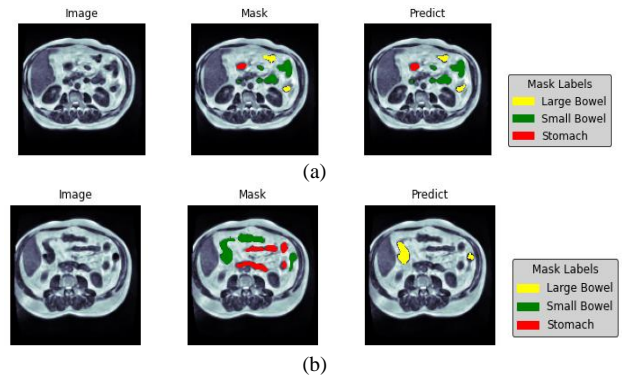 Image Mask Predict
Mask Labels
Large Bowel
Small Bowel
Stomach
(a)
Image Mask Predict
Mask Labels
Large Bowel
Small Bowel
Stomach
(b)